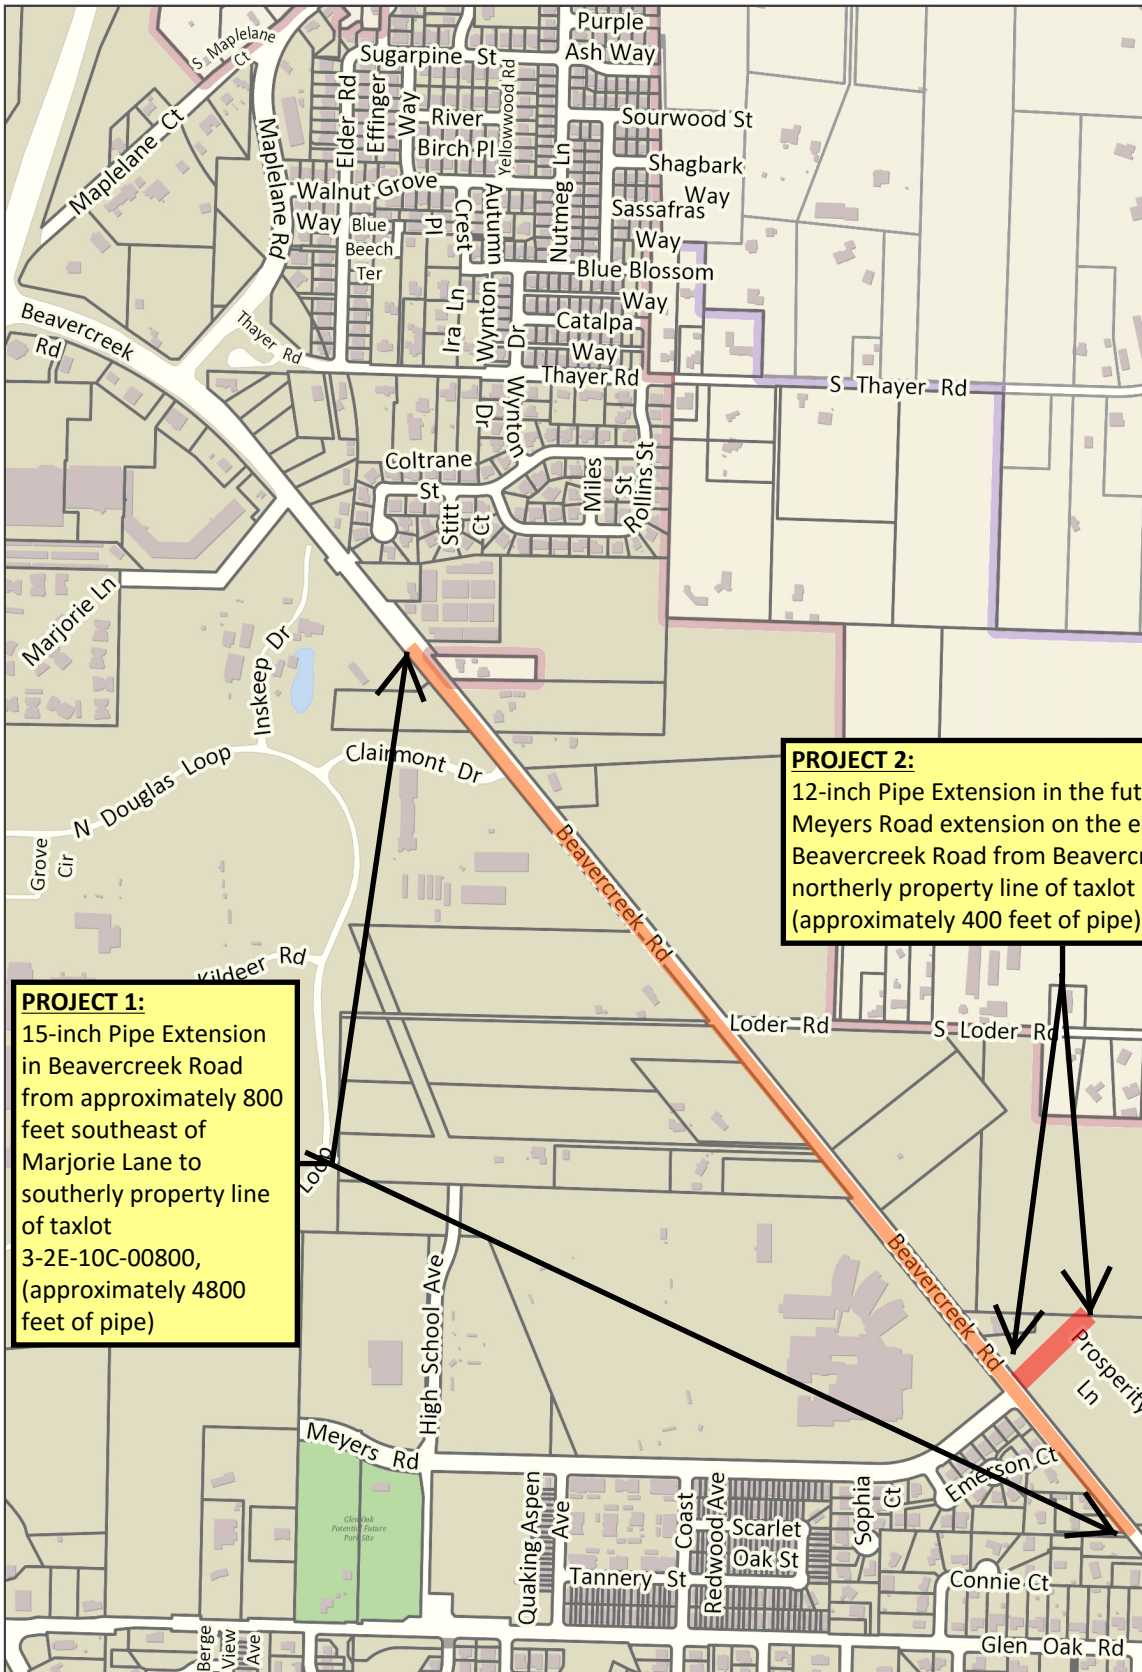 Purple
Ash Way
S Maplelane
Ct
Sugarpine St
Yellowwood Rd
Elder Rd
Effinger
Way
River
Birch Pl
Sourwood St
Maplelane Ct
Maplelane Rd
Shagbark
Way
Nutmeg Ln
Walnut Grove
Way
Blue
Beech
Ter
Crest
Pl
Autumn
Sassafras
Way
Blue Blossom
Way
Ira Ln
Wynton
Dr
Catalpa
Way
Beavercreek
Rd
Thayer Rd
Thayer Rd
S Thayer Rd
Wynton
Dr
Coltrane
St
Stitt
Ct
Miles
St
Rollins St
Marjorie Ln
Inskeep Dr
N Douglas Loop
Clairmont Dr
Grove
Cir
Beavercreek Rd
PROJECT 2:
12-inch Pipe Extension in the fut
Meyers Road extension on the e
Beavercreek Road from Beavercr
northerly property line of taxlot
(approximately 400 feet of pipe)
Kildeer Rd
Loder Rd
S Loder Rd
PROJECT 1:
15-inch Pipe Extension
in Beavercreek Road
from approximately 800
feet southeast of
Marjorie Lane to
southerly property line
of taxlot
3-2E-10C-00800,
(approximately 4800
feet of pipe)
Loop
High School Ave
Beavercreek Rd
Prosperity
Ln
Meyers Rd
Emerson Ct
Glen Oak
Potential Future
Park Site
Quaking Aspen
Ave
Coast
Redwood Ave
Scarlet
Oak St
Sophia
Ct
Tannery St
Connie Ct
Berge
View
Ave
Glen Oak Rd